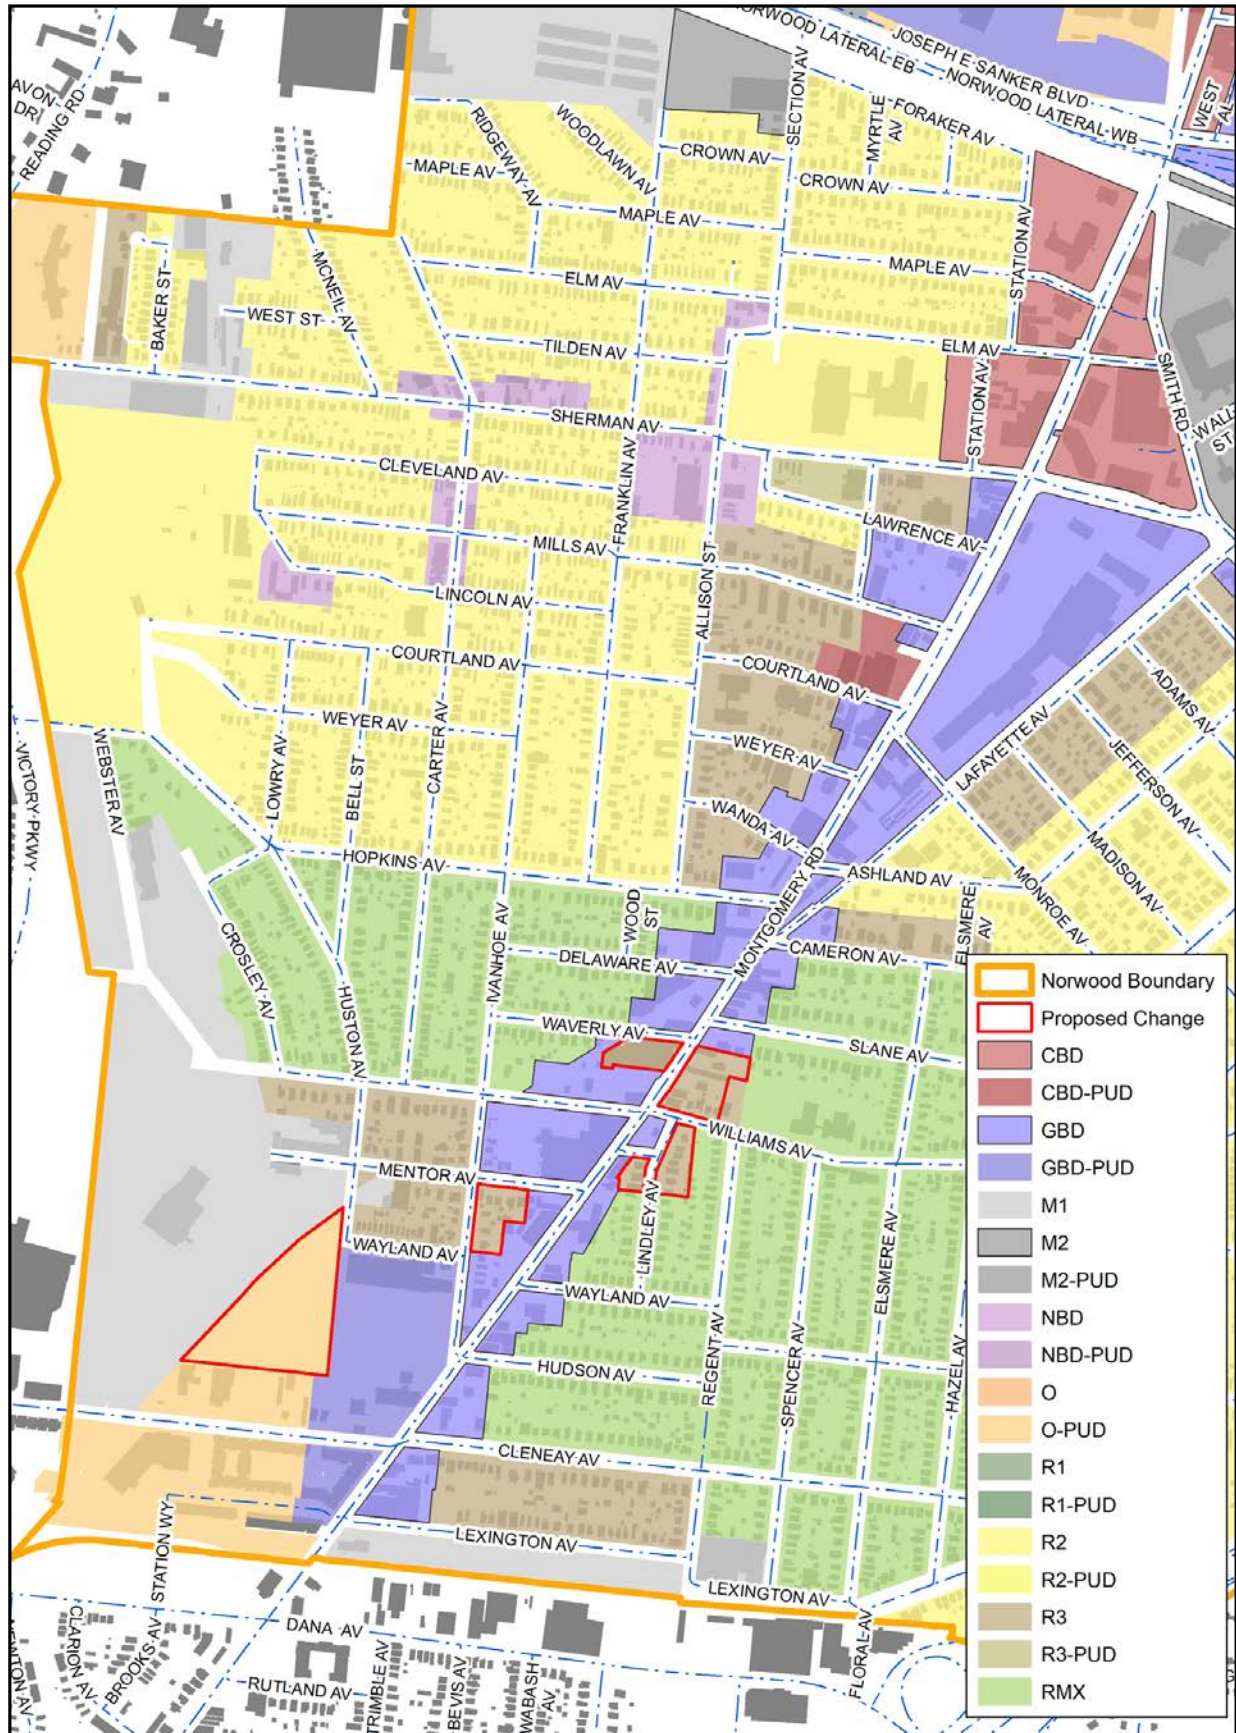 JOSEPH E SANKER BLVD
NORWOOD LATERAL EB
NORWOOD LATERAL WB
AVON
DR
READING RD
RIDGEWAY AV
WOODLAWN AV
SECTION AV
MYRTLE
AV
FORAKER AV
WEST
AL
CROWN AV
CROWN AV
MAPLE AV
MAPLE AV
MAPLE AV
STATION AV
BAKER ST
MCNEIL AV
ELM AV
WEST ST
TILDEN AV
ELM AV
SMITH RD
STATION AV
WALL
ST
SHERMAN AV
CLEVELAND AV
FRANKLIN AV
LAWRENCE AV
MILLS AV
LINCOLN AV
ALLISON ST
COURTLAND AV
COURTLAND AV
ADAMS AV
WEYER AV
WEYER AV
JEFFERSON AV
LAFAYETTE AV
VICTORY PKWY
WEBSTER AV
LOWRY AV
BELL ST
CARTER AV
WANDA AV
MADISON AV
HOPKINS AV
MONTGOMERY RD
ASHLAND AV
MONROE AV
WOOD
ST
ELSMERE
AV
IVANHOE AV
CROSLEY AV
DELAWARE AV
CAMERON AV
HUSTON AV
WAVERLY AV
SLANE AV
WILLIAMS AV
MENTOR AV
LINDLEY AV
WAYLAND AV
WAYLAND AV
ELSMERE AV
REGENT AV
SPENCER AV
HAZEL AV
HUDSON AV
CLENEAY AV
STATION WY
LEXINGTON AV
LEXINGTON AV
FLORAL AV
DANA AV
CLARION AV
BROOKS AV
RUTLAND AV
TRIMBLE AV
BEVIS AV
WABASH
AV
Norwood Boundary
Proposed Change
CBD
CBD-PUD
GBD
GBD-PUD
M1
M2
M2-PUD
NBD
NBD-PUD
O
O-PUD
R1
R1-PUD
R2
R2-PUD
R3
R3-PUD
RMX